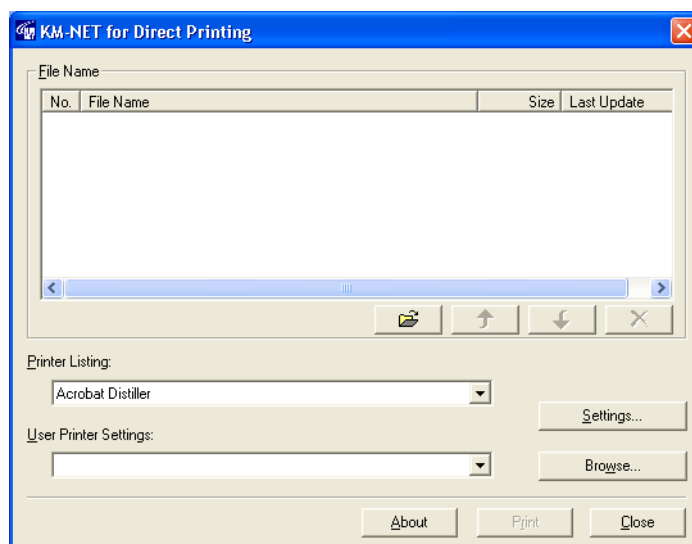 KM-NET for Direct Printing
File Name
No. File Name Size Last Update
Printer Listing:
Acrobat Distiller
Settings...
User Printer Settings:
Browse...
About Print Close